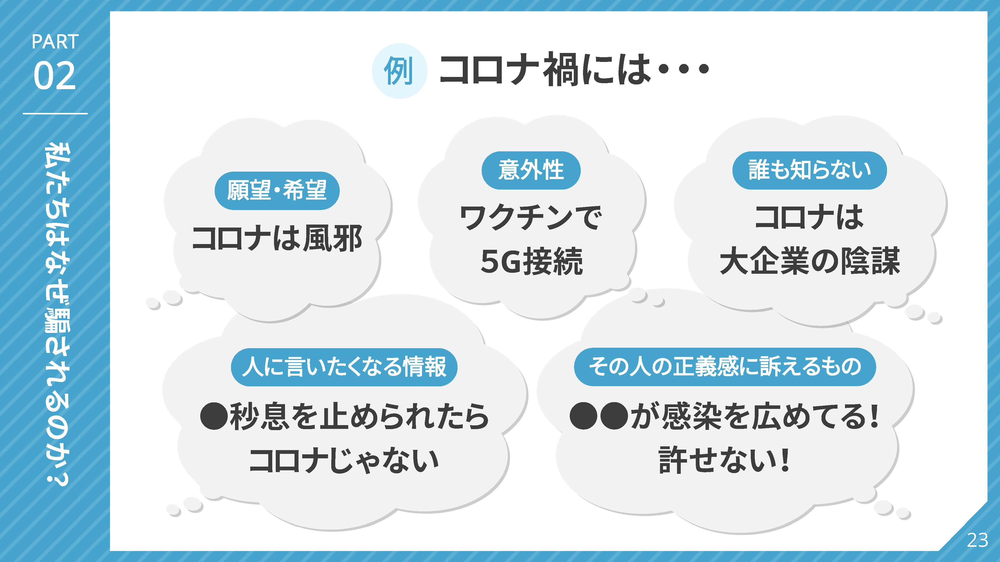 PART
02
私たちはなぜ騙されるのか？
例
コロナ禍には・・・
願望・希望
コロナは風邪
意外性
ワクチンで
5G接続
誰も知らない
コロナは
大企業の陰謀
人に言いたくなる情報
●秒息を止められたら
コロナじゃない
その人の正義感に訴えるもの
●●が感染を広めてる！
許せない！
23